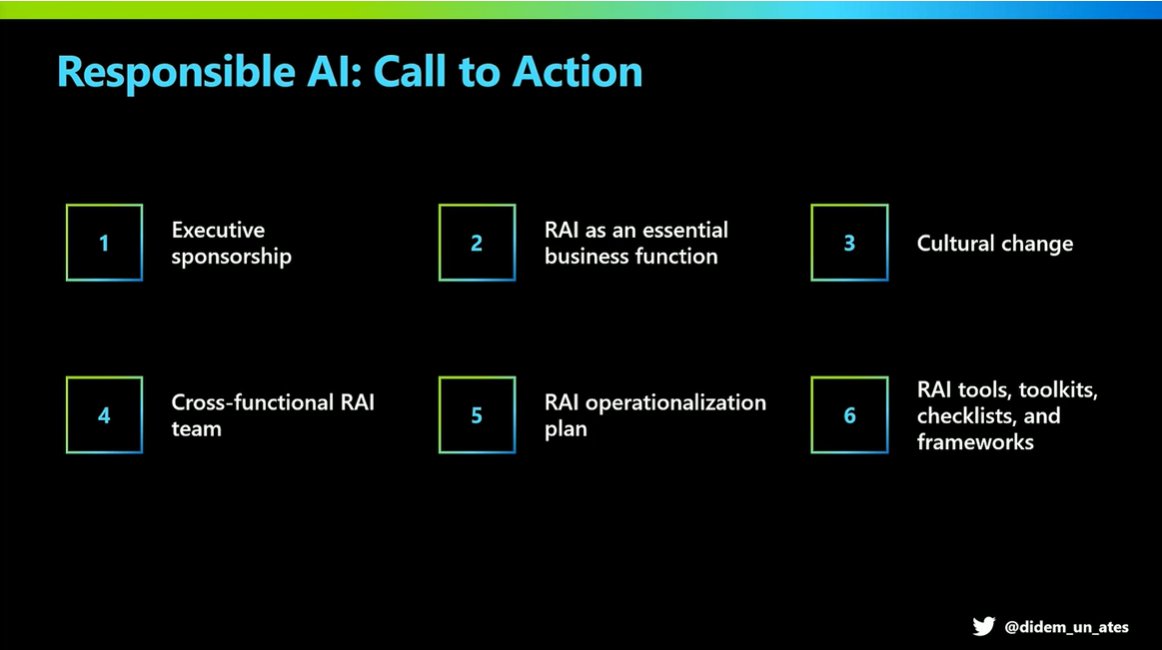 Responsible AI: Call to Action
1
Executive
sponsorship
2
RAI as an essential
business function
3
Cultural change
4
Cross-functional RAI
team
5
RAI operationalization
plan
6
RAI tools, toolkits,
checklists, and
frameworks
@didem_un_ates